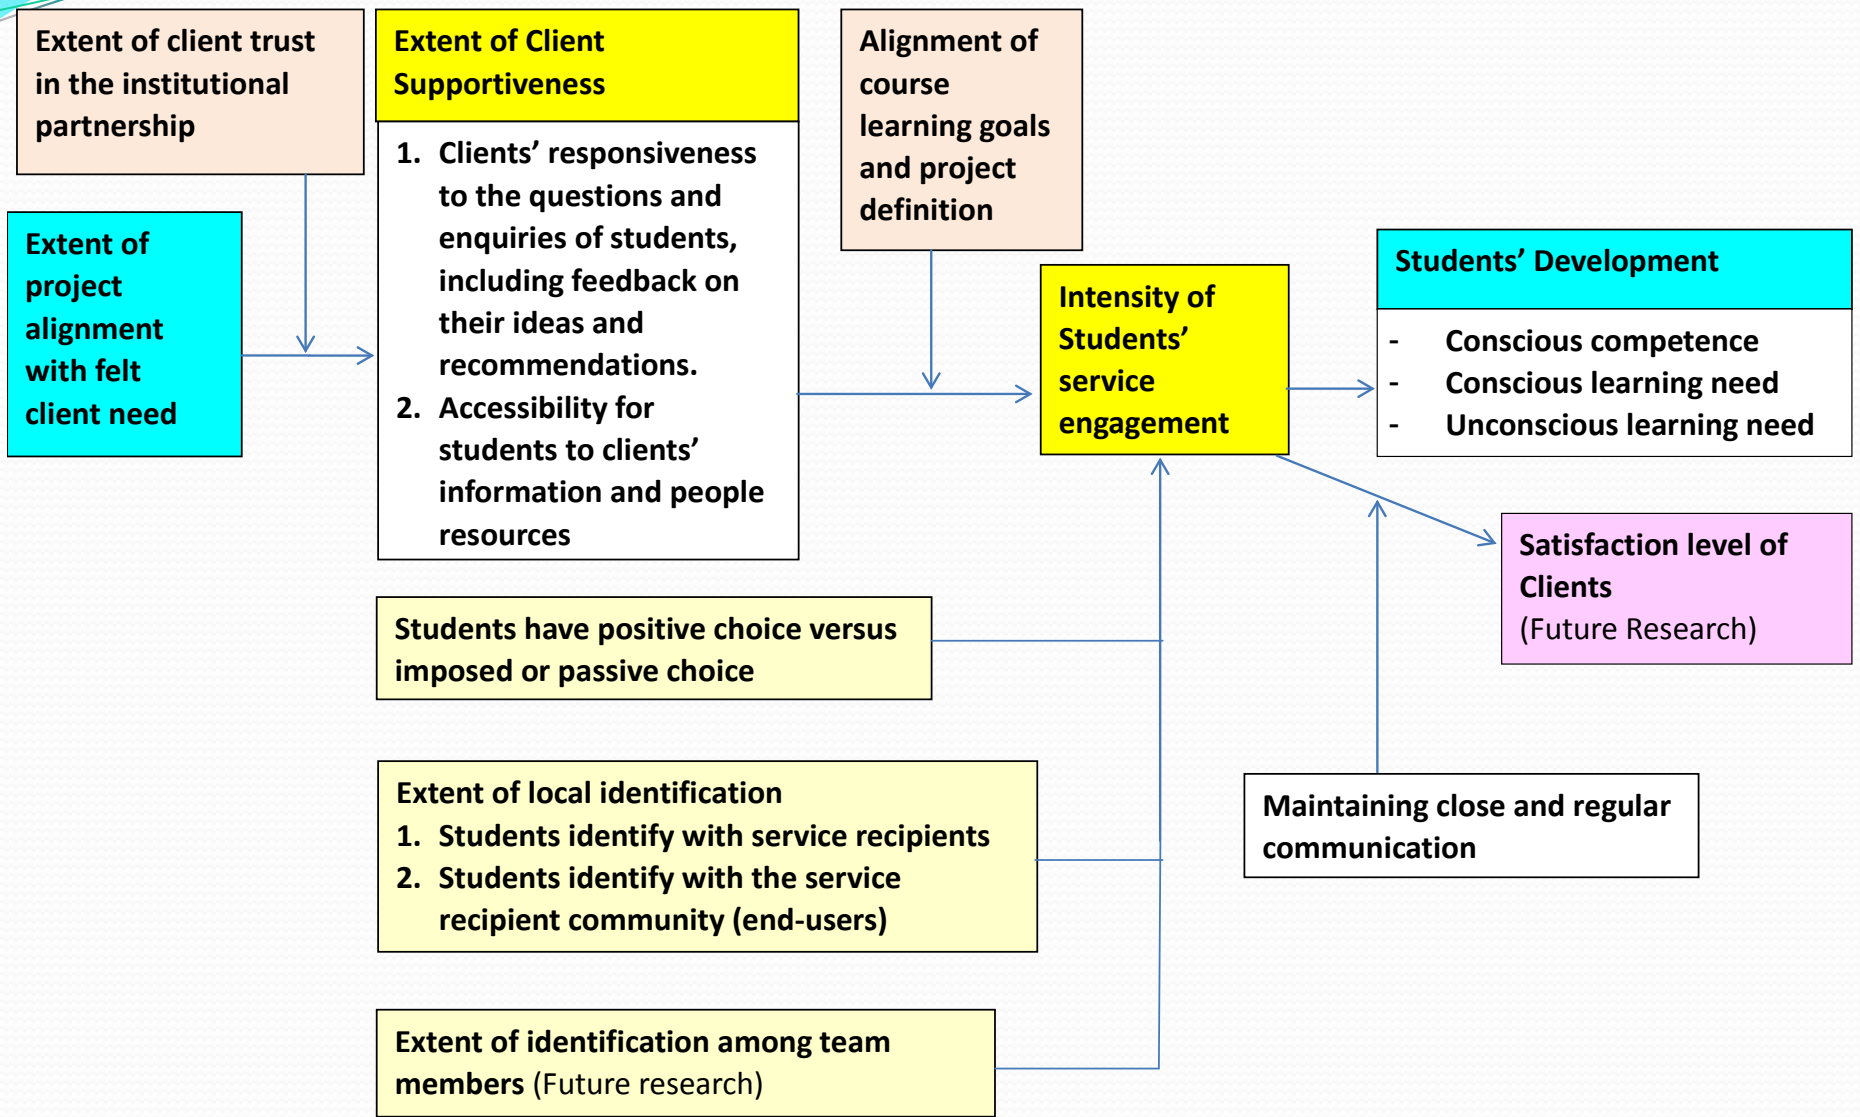 Extent of client trust
in the institutional
partnership
Extent of Client
Supportiveness
1. Clients’ responsiveness
to the questions and
enquiries of students,
including feedback on
their ideas and
recommendations.
2. Accessibility for
students to clients’
information and people
resources
Alignment of
course
learning goals
and project
definition
Extent of
project
alignment
with felt
client need
Intensity of
Students’
service
engagement
Students’ Development
- Conscious competence
- Conscious learning need
- Unconscious learning need
Satisfaction level of
Clients
(Future Research)
Students have positive choice versus
imposed or passive choice
Extent of local identification
1. Students identify with service recipients
2. Students identify with the service
recipient community (end-users)
Maintaining close and regular
communication
Extent of identification among team
members (Future research)